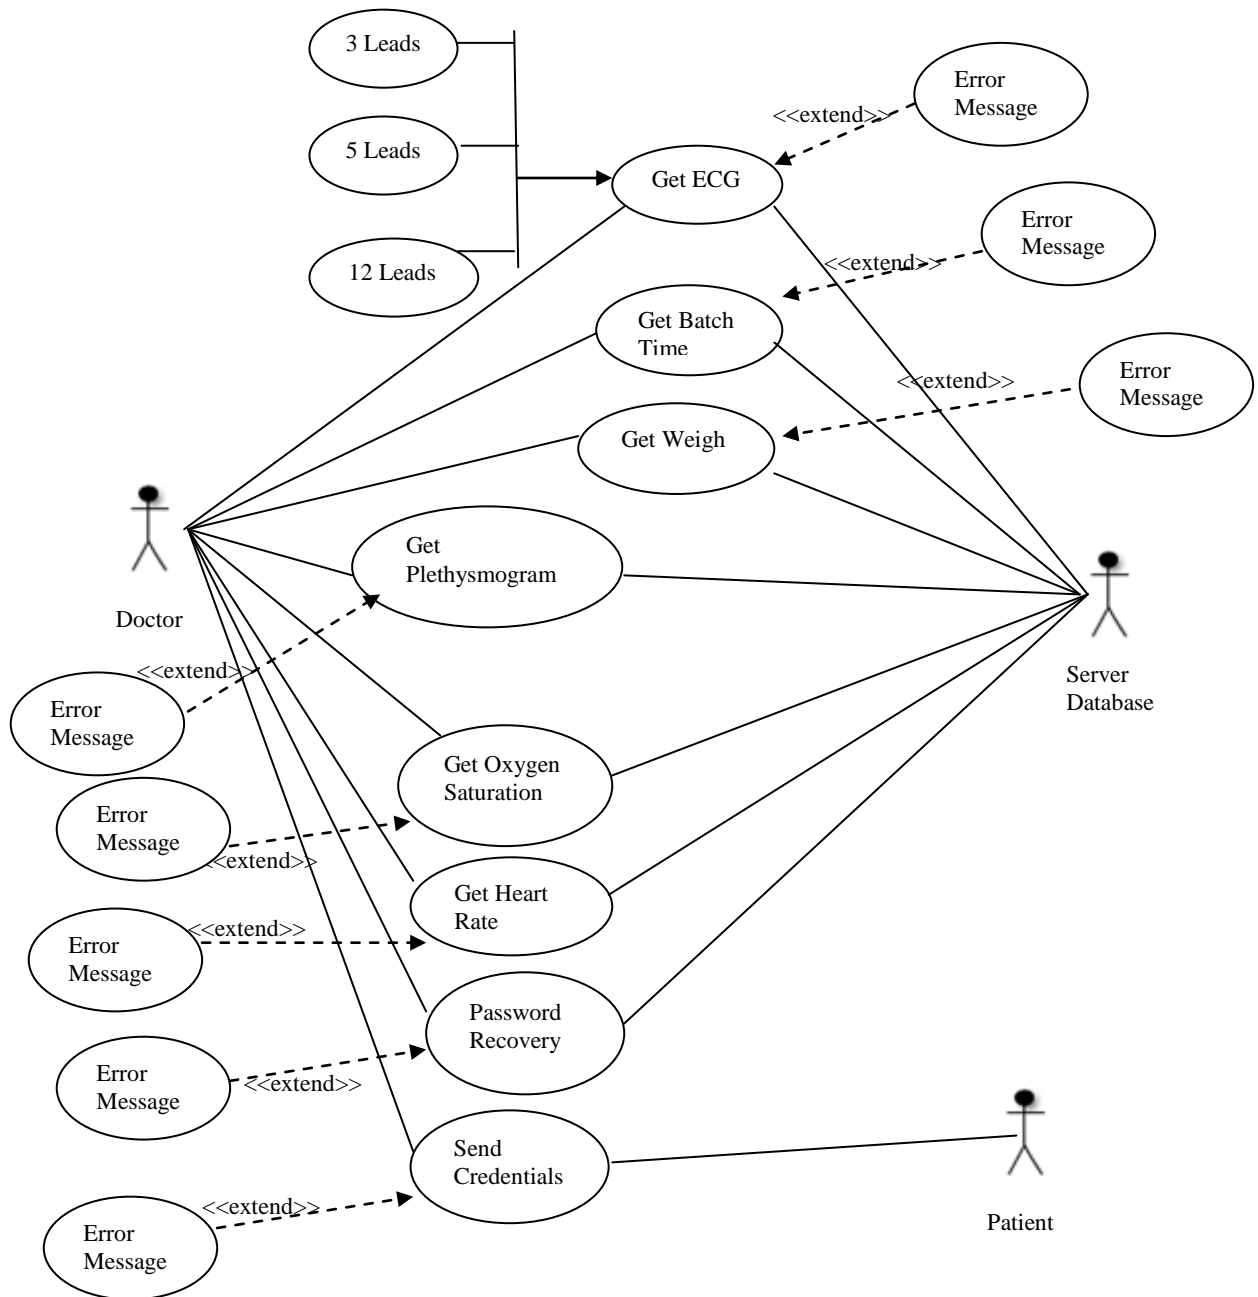 3 Leads
Error
Message
<<extend>>
5 Leads
Get ECG
Error
Message
<<extend>>
12 Leads
Get Batch
Time
Error
Message
<<extend>>
Get Weigh
Get
Plethysmogram
Doctor
<<extend>>
Server
Database
Error
Message
Get Oxygen
Saturation
Error
Message
<<extend>>
Get Heart
Rate
<<extend>>
Error
Message
Password
Recovery
Error
Message
<<extend>>
Send
Credentials
<<extend>>
Patient
Error
Message